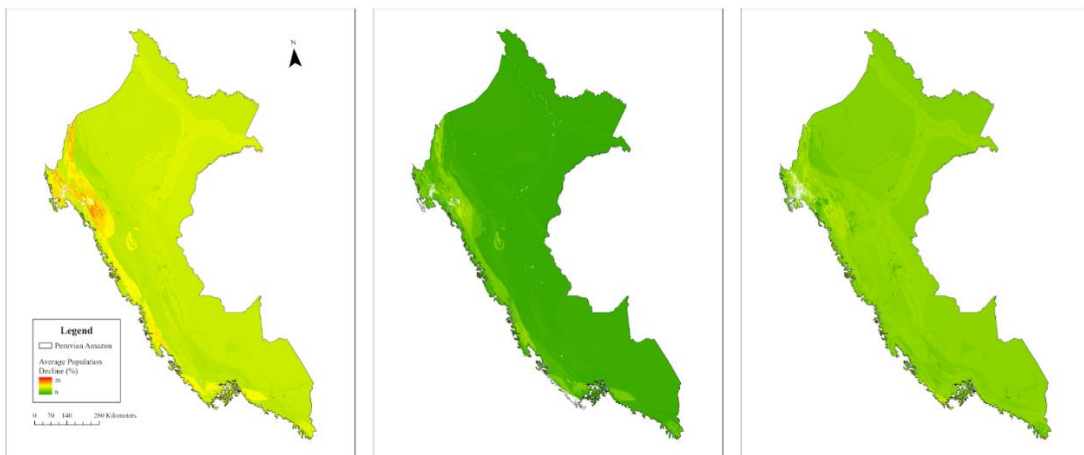 N
Legend
Peruvian Amazon
Average Population
Decline (%)
20
0
0 70 140 280 Kilometers